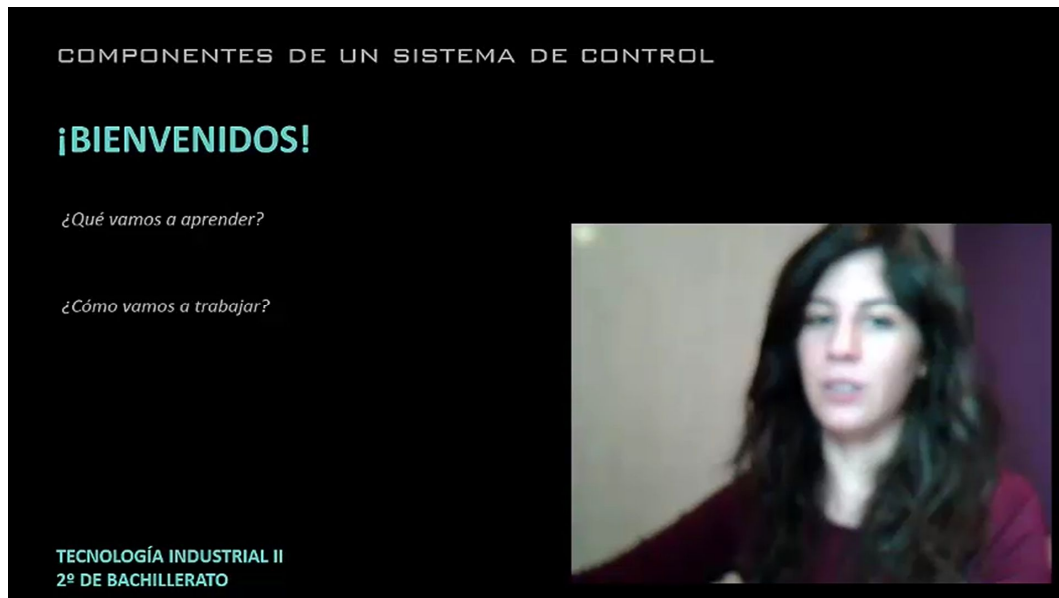 COMPONENTES DE UN SISTEMA DE CONTROL
¡BIENVENIDOS!
¿Qué vamos a aprender?
¿Cómo vamos a trabajar?
TECNOLOGÍA INDUSTRIAL II
2º DE BACHILLERATO